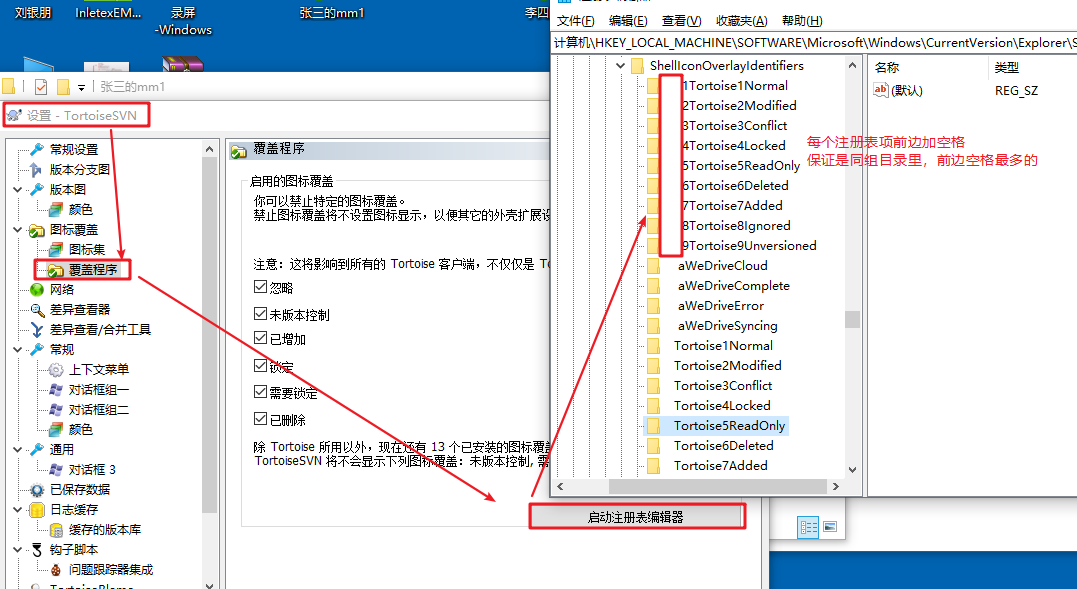 刘银朋
InletexEM...
录屏
-Windows
张三的mm1
李四
张三的mm1
设置 - TortoiseSVN
常规设置
版本分支图
版本图
颜色
图标覆盖
图标集
覆盖程序
网络
差异查看器
差异查看/合并工具
常规
上下文菜单
对话框组一
对话框组二
颜色
通用
对话框 3
已保存数据
日志缓存
缓存的版本库
钩子脚本
问题跟踪器集成
TortoiseBlame
覆盖程序
启用的图标覆盖
你可以禁止特定的图标覆盖。
禁止图标覆盖将不设置图标显示，以便其它的外壳扩展设
注意：这将影响到所有的 Tortoise 客户端，不仅仅是 To
忽略
未版本控制
已增加
锁定
需要锁定
已删除
除 Tortoise 所用以外，现在还有 13 个已安装的图标覆盖
TortoiseSVN 将不会显示下列图标覆盖：未版本控制, 需
启动注册表编辑器
文件(F) 编辑(E) 查看(V) 收藏夹(A) 帮助(H)
计算机\HKEY_LOCAL_MACHINE\SOFTWARE\Microsoft\Windows\CurrentVersion\Explorer\S
ShellIconOverlayIdentifiers
1Tortoise1Normal
2Tortoise2Modified
3Tortoise3Conflict
4Tortoise4Locked
5Tortoise5ReadOnly
6Tortoise6Deleted
7Tortoise7Added
8Tortoise8Ignored
9Tortoise9Unversioned
aWeDriveCloud
aWeDriveComplete
aWeDriveError
aWeDriveSyncing
Tortoise1Normal
Tortoise2Modified
Tortoise3Conflict
Tortoise4Locked
Tortoise5ReadOnly
Tortoise6Deleted
Tortoise7Added
名称 类型
ab (默认) REG_SZ
每个注册表项前边加空格
保证是同组目录里，前边空格最多的